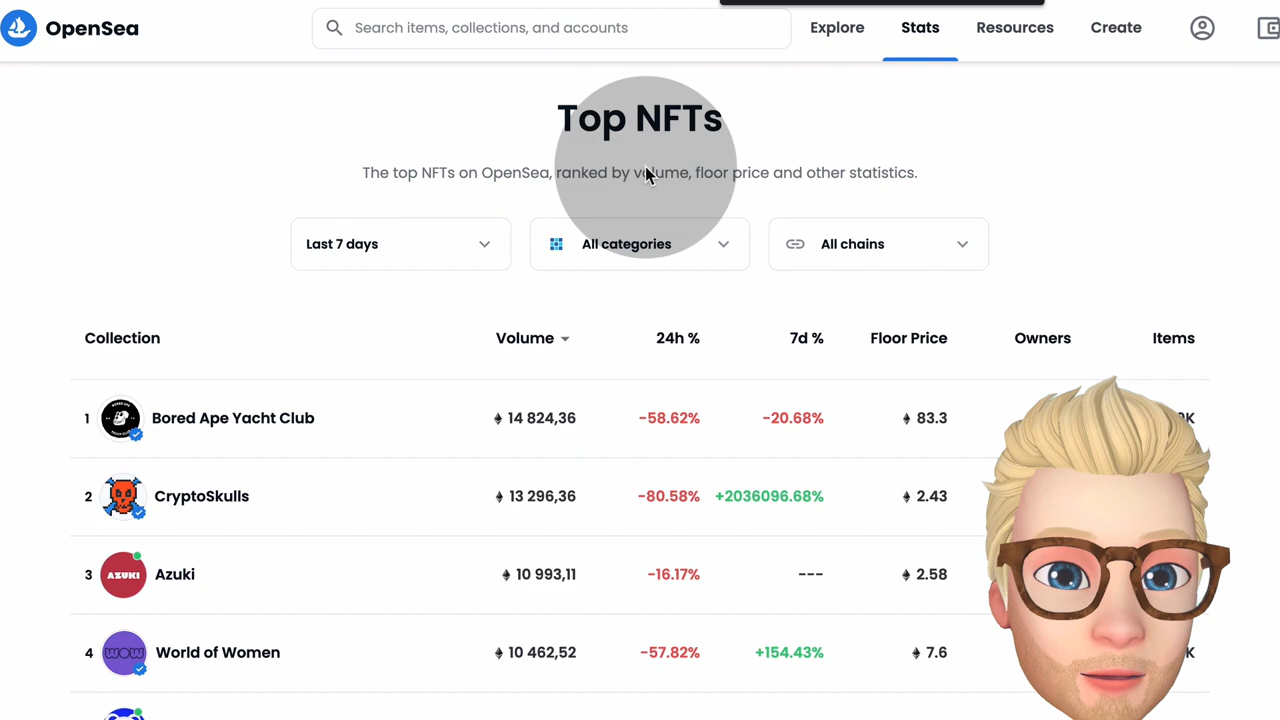 OpenSea
Search items, collections, and accounts
Explore
Stats
Resources
Create
Top NFTs
The top NFTs on OpenSea, ranked by volume, floor price and other statistics.
Last 7 days
All categories
All chains
Collection Volume 24h % 7d % Floor Price Owners Items
1 Bored Ape Yacht Club 14 824,36 -58.62% -20.68% 83.3 K
2 CryptoSkulls 13 296,36 -80.58% +2036096.68% 2.43
3 AZUKI Azuki 10 993,11 -16.17% --- 2.58
4 WOW World of Women 10 462,52 -57.82% +154.43% 7.6 K